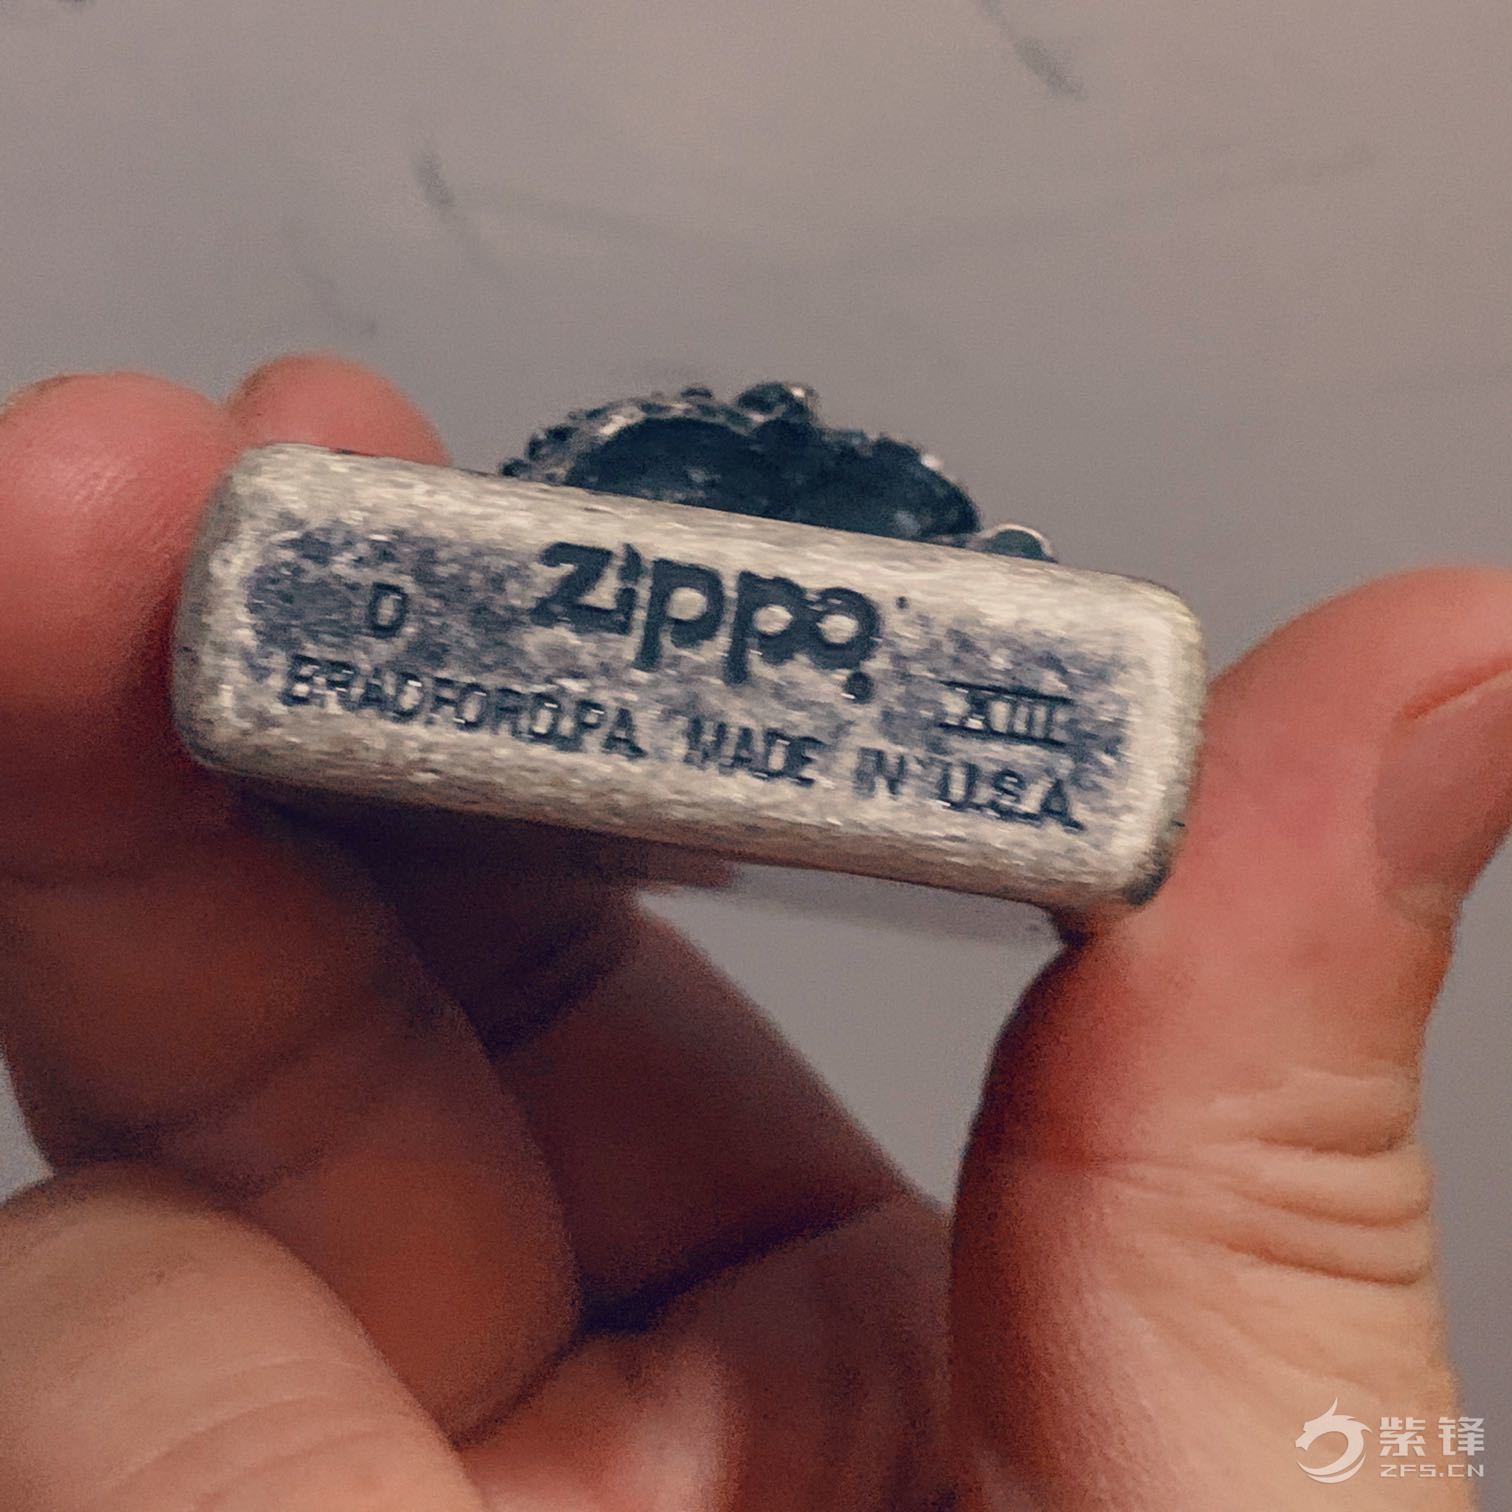 D zippo XIII
BRADFORD,PA. MADE IN U.S.A.
紫锋
ZFS.CN